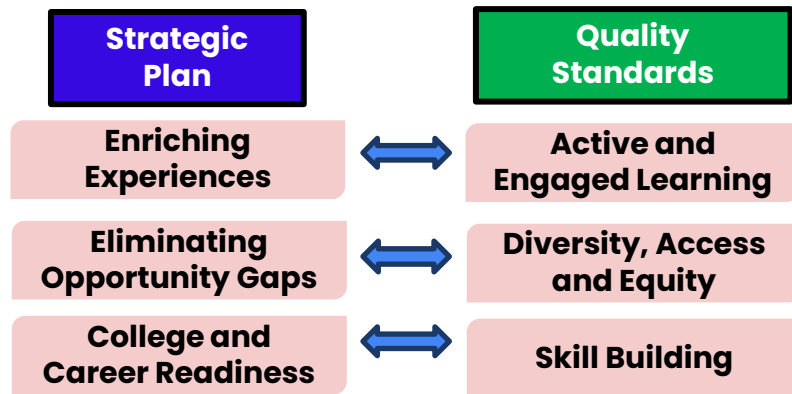 Strategic
Plan
Quality
Standards
Enriching
Experiences
Active and
Engaged Learning
Eliminating
Opportunity Gaps
Diversity, Access
and Equity
College and
Career Readiness
Skill Building